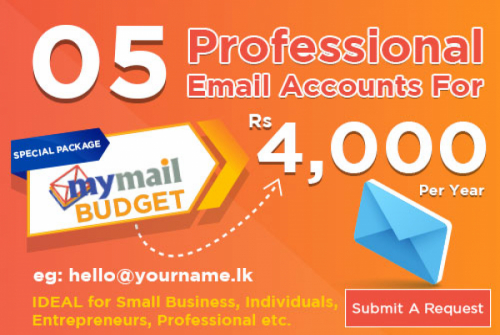 05 Professional
Email Accounts For
Rs 4,000
Per Year
SPECIAL PACKAGE
mymail
BUDGET
eg: hello@yourname.lk
IDEAL for Small Business, Individuals,
Entrepreneurs, Professional etc.
Submit A Request